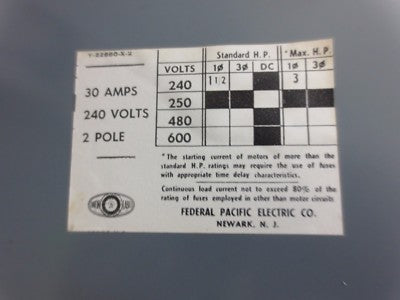 Y-22600-X-2
Standard H.P. *Max. H.P.
VOLTS 1ø 3ø DC 1ø 3ø
30 AMPS
240 VOLTS
2 POLE
240 1 1/2 3
250
480
600
*The starting current of motors of more than the
standard H.P. ratings may require the use of fuses
with appropriate time delay characteristics.
Continuous load current not to exceed 80% of the
rating of fuses employed in other than motor circuits
FEDERAL PACIFIC ELECTRIC CO.
NEWARK, N. J.